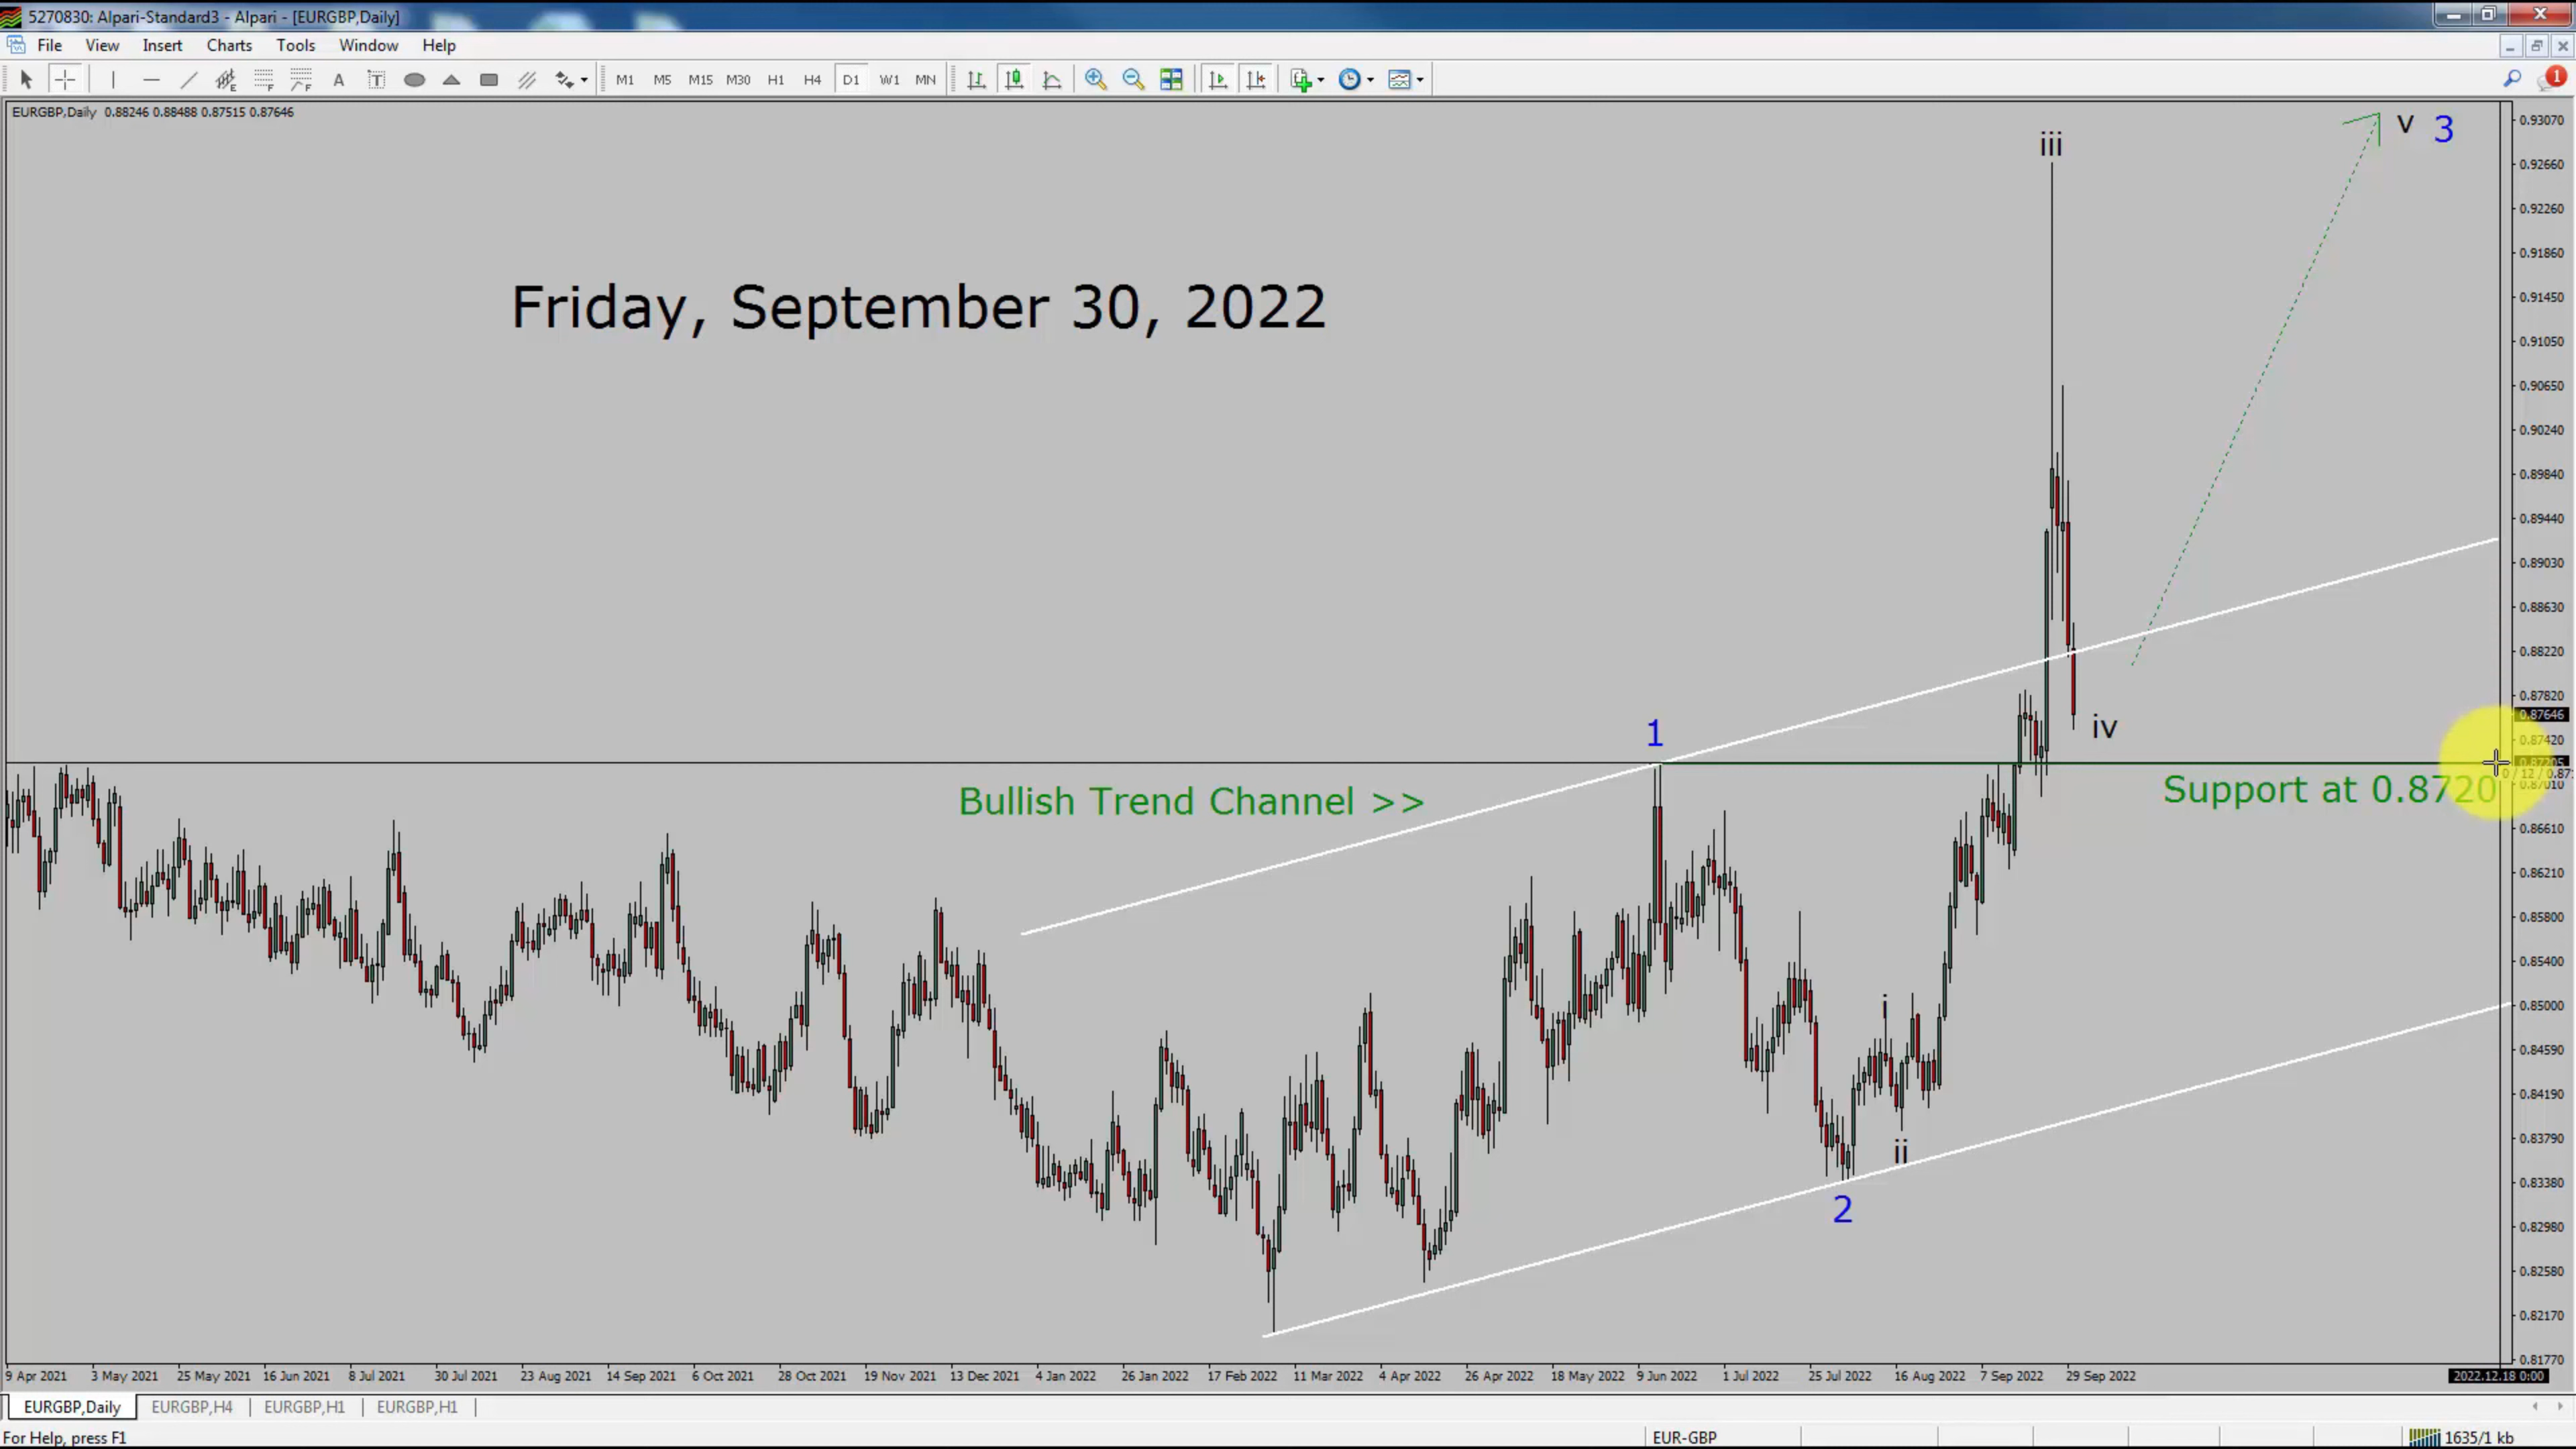 5270830: Alpari-Standard3 - Alpari - [EURGBP,Daily]
File View Insert Charts Tools Window Help
A T M1 M5 M15 M30 H1 H4 D1 W1 MN 1
EURGBP,Daily 0.88246 0.88488 0.87515 0.87646
0.93070
v 3
iii
0.92660
0.92260
0.91860
Friday, September 30, 2022
0.91450
0.91050
0.90650
0.90240
0.89840
0.89440
0.89030
0.88630
0.88220
0.87820
0.87646
1
iv
0.87420
Support at 0.8720
0.87010
Bullish Trend Channel >>
0.86610
0.86210
0.85800
0.85400
i
0.85000
0.84590
0.84190
0.83790
ii
0.83380
2
0.82980
0.82580
0.82170
0.81770
9 Apr 2021 3 May 2021 25 May 2021 16 Jun 2021 8 Jul 2021 30 Jul 2021 23 Aug 2021 14 Sep 2021 6 Oct 2021 28 Oct 2021 19 Nov 2021 13 Dec 2021 4 Jan 2022 26 Jan 2022 17 Feb 2022 11 Mar 2022 4 Apr 2022 26 Apr 2022 18 May 2022 9 Jun 2022 1 Jul 2022 25 Jul 2022 16 Aug 2022 7 Sep 2022 29 Sep 2022 2022.12.18 0:00
EURGBP,Daily EURGBP,H4 EURGBP,H1 EURGBP,H1
For Help, press F1 EUR-GBP 1635/1 kb